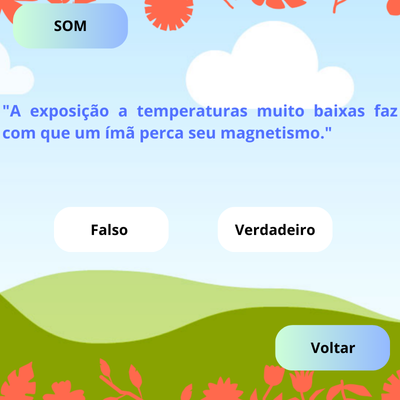 SOM
"A exposição a temperaturas muito baixas faz
com que um ímã perca seu magnetismo."
Falso
Verdadeiro
Voltar